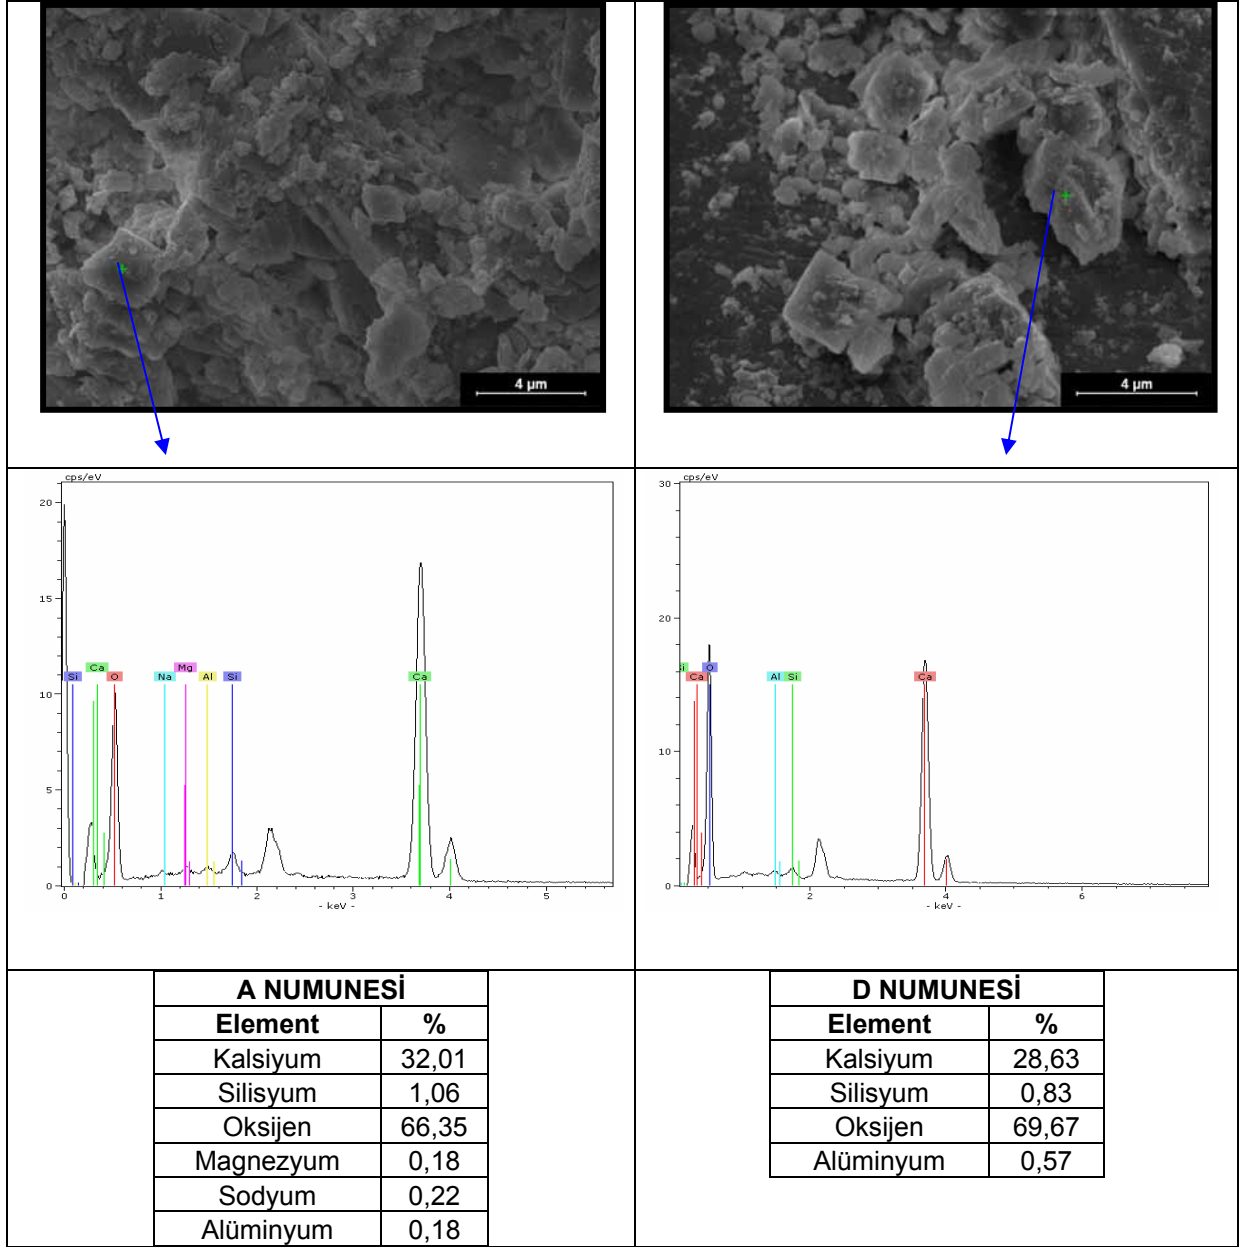 4 µm
4 µm
cps/eV
20
15
10
5
0
Si
Ca
O
Na
Mg
Al
Si
Ca
0
1
2
3
4
5
- keV -
cps/eV
30
20
10
0
Si
Ca
O
Al
Si
Ca
2
4
6
- keV -
A NUMUNESİ
Element %
Kalsiyum 32,01
Silisyum 1,06
Oksijen 66,35
Magnezyum 0,18
Sodyum 0,22
Alüminyum 0,18
D NUMUNESİ
Element %
Kalsiyum 28,63
Silisyum 0,83
Oksijen 69,67
Alüminyum 0,57